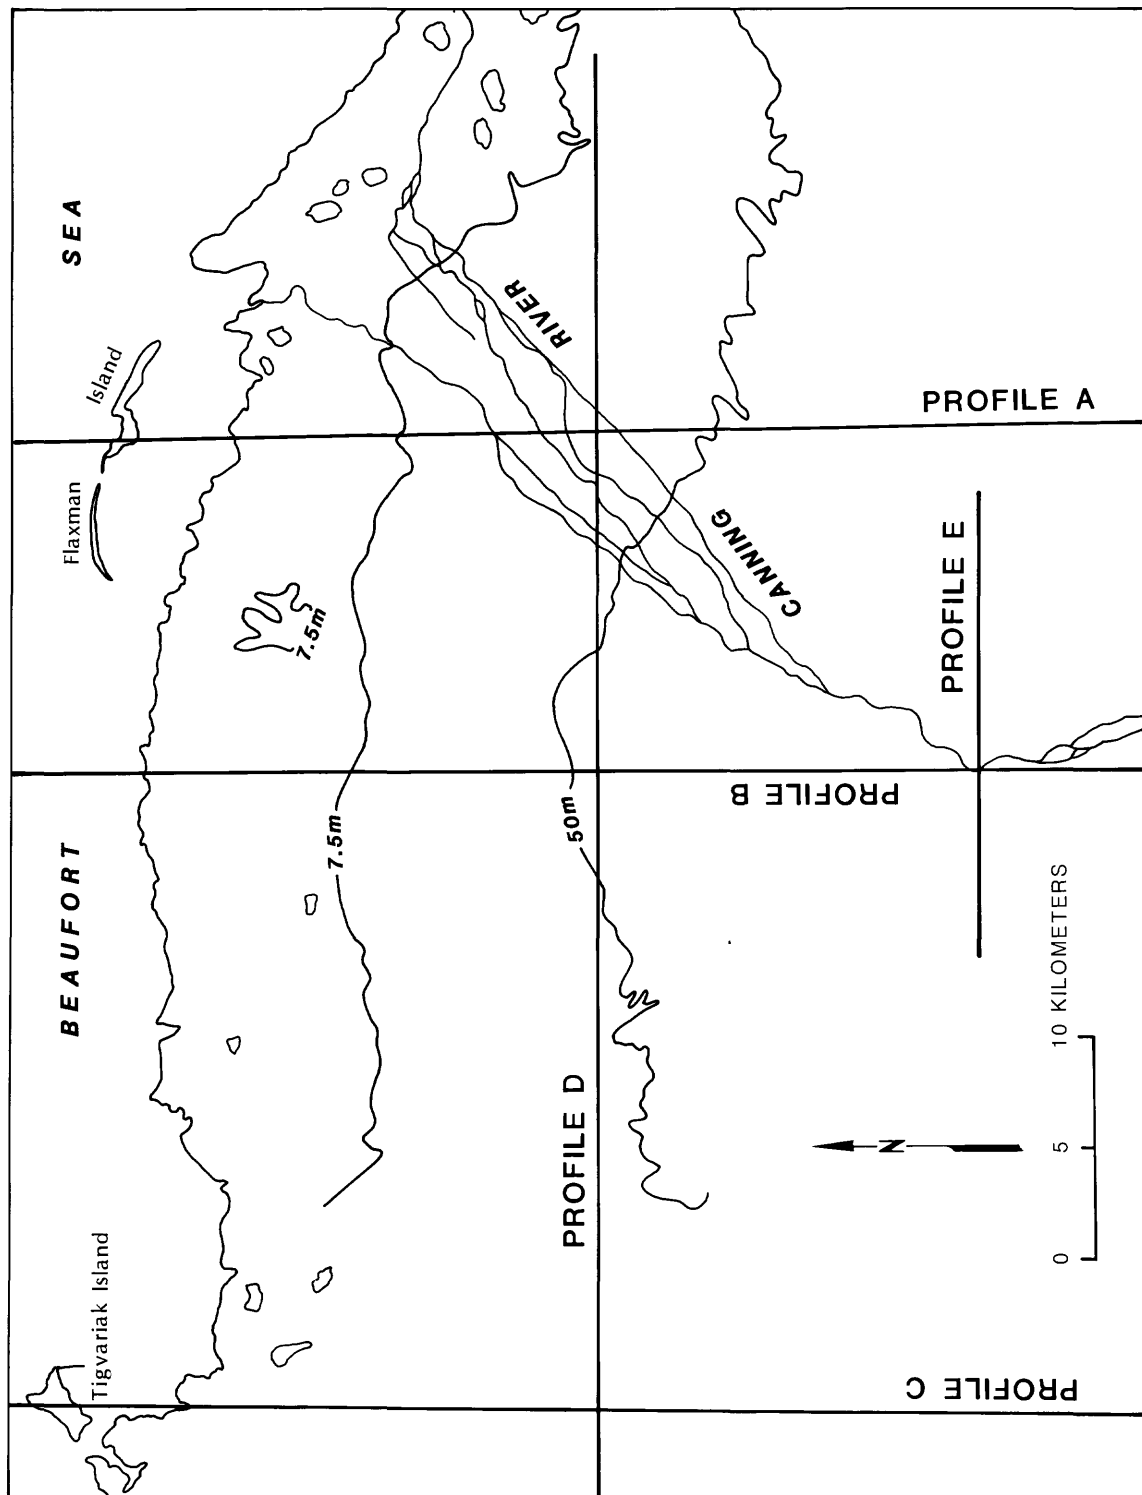 BEAUFORT
SEA
Tigvariak Island
Flaxman
Island
7.5m
7.5m
50m
CANNING
RIVER
PROFILE A
PROFILE B
PROFILE C
PROFILE D
PROFILE E
N
0
5
10 KILOMETERS